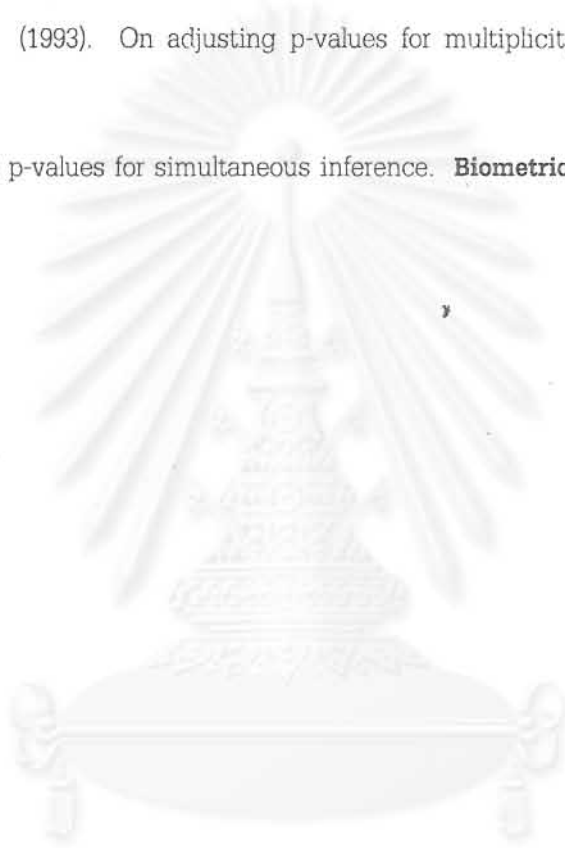 (1993). On adjusting p-values for multiplicit
p-values for simultaneous inference. Biometric